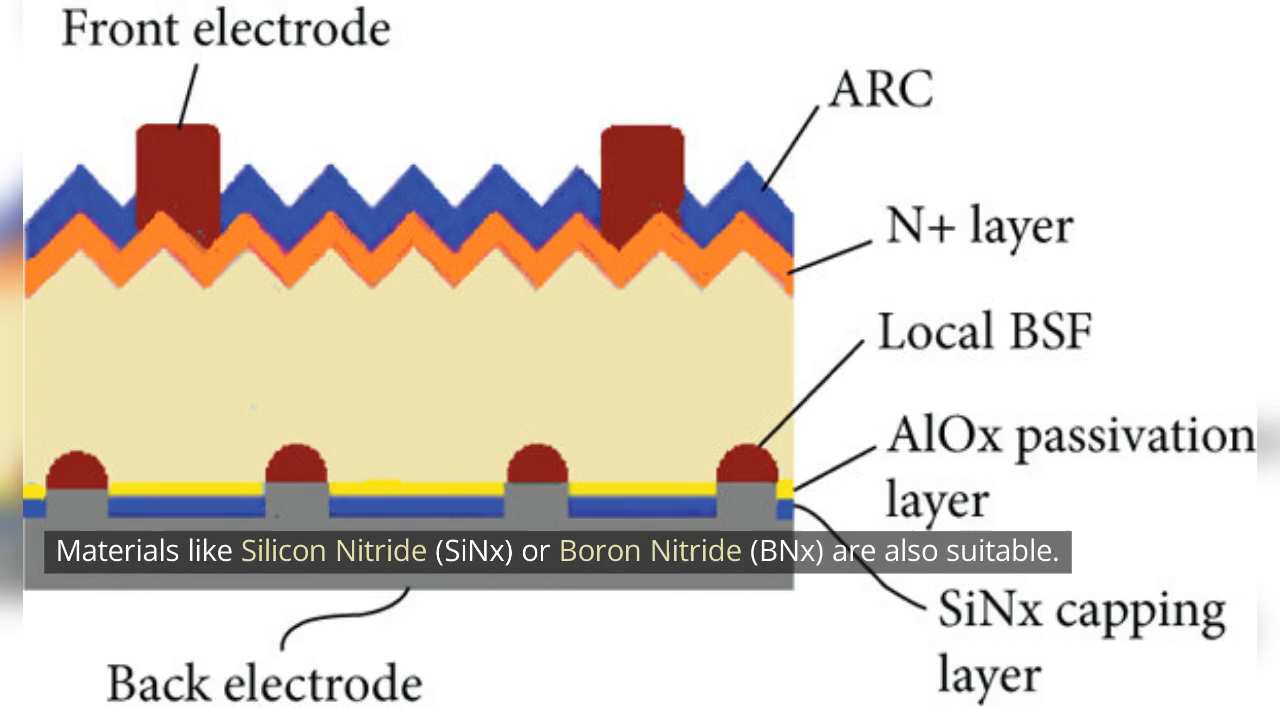 Front electrode
ARC
N+ layer
Local BSF
AlOx passivation
layer
Materials like Silicon Nitride (SiNx) or Boron Nitride (BNx) are also suitable.
SiNx capping
layer
Back electrode